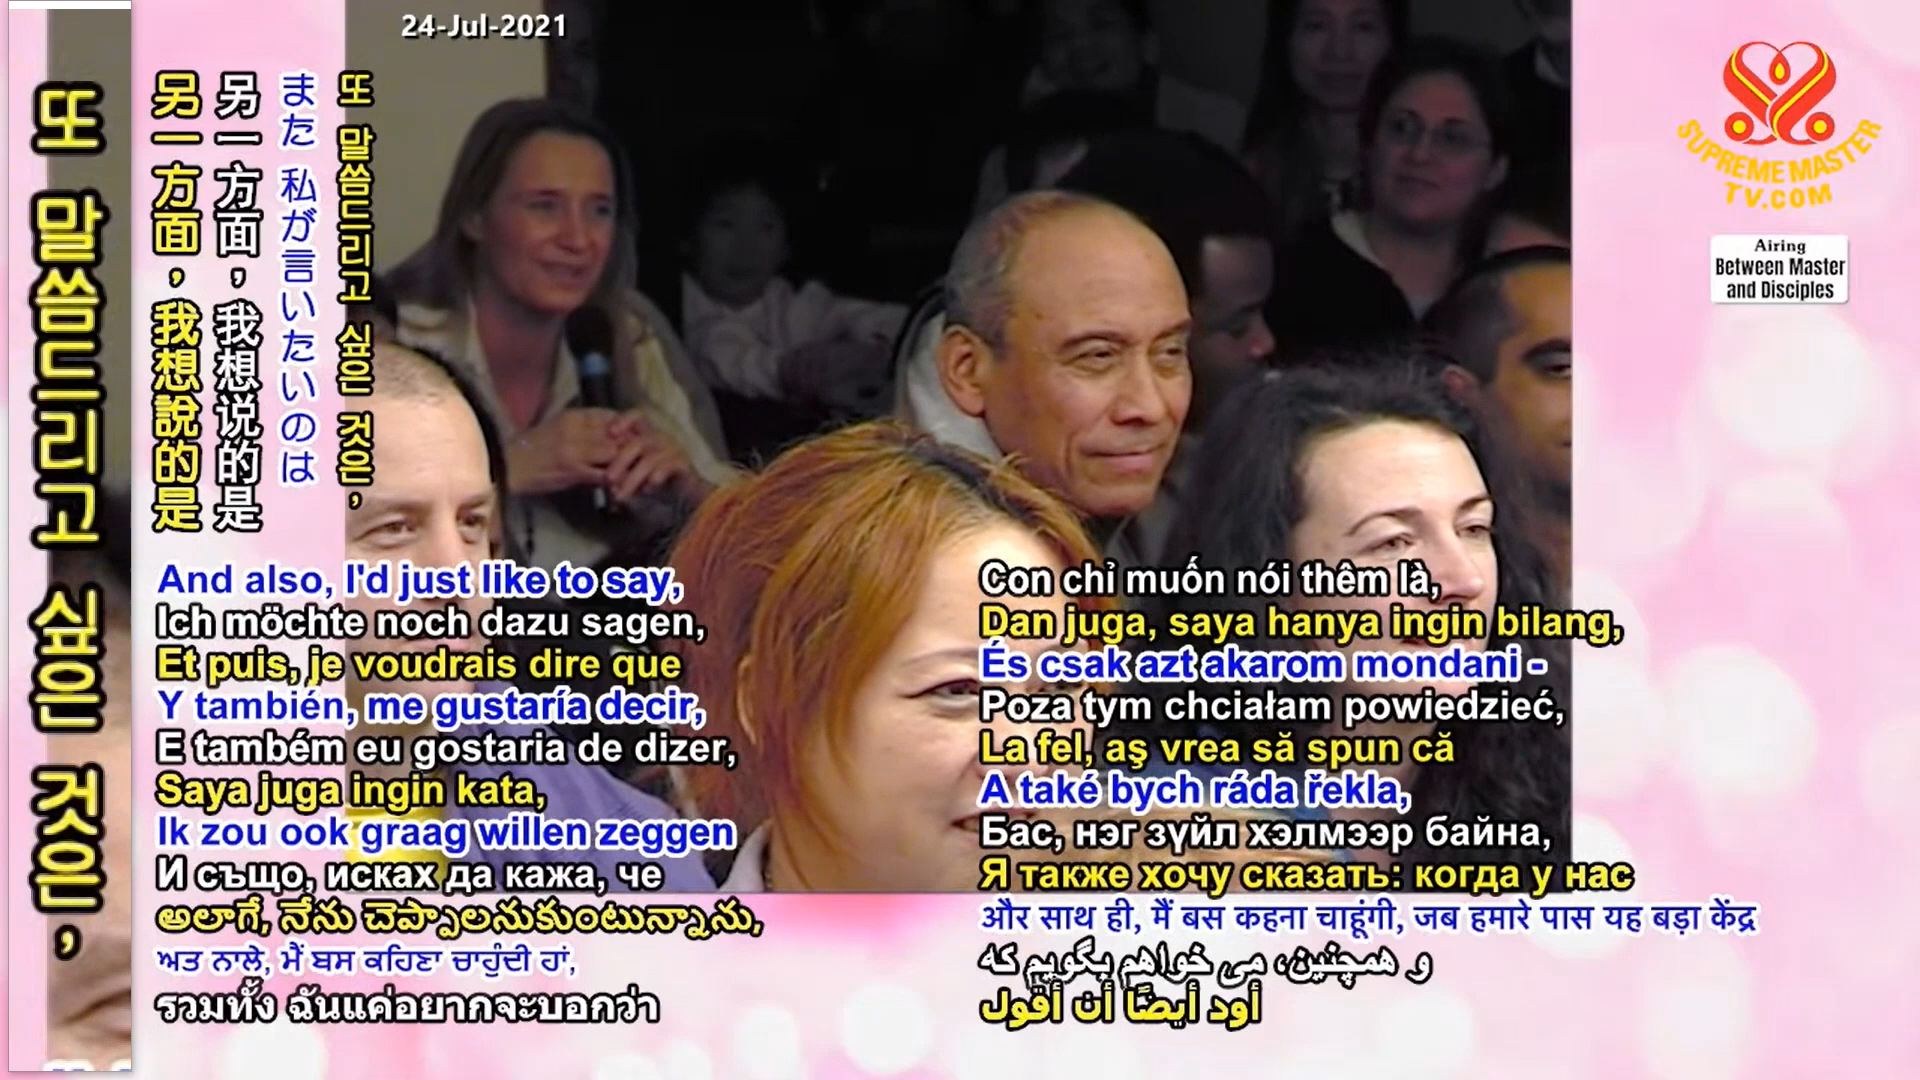 24-Jul-2021
또 말씀드리고 싶은 것은,
另一方面，我想說的是
另一方面，我想说的是
また 私が言いたいのは
또 말씀드리고 싶은 것은,
And also, I'd just like to say,
Ich möchte noch dazu sagen,
Et puis, je voudrais dire que
Y también, me gustaría decir,
E também eu gostaria de dizer,
Saya juga ingin kata,
Ik zou ook graag willen zeggen
И също, исках да кажа, че
అలాగే, నేను చెప్పాలనుకుంటున్నాను,
ਅਤ ਨਾਲੇ, ਮੈਂ ਬਸ ਕਹਿਣਾ ਚਾਹੁੰਦੀ ਹਾਂ,
รวมทั้ง ฉันแค่อยากจะบอกว่า
Con chỉ muốn nói thêm là,
Dan juga, saya hanya ingin bilang,
És csak azt akarom mondani -
Poza tym chciałam powiedzieć,
La fel, aş vrea să spun că
A také bych ráda řekla,
Бас, нэг зүйл хэлмээр байна,
Я также хочу сказать: когда у нас
और साथ ही, मैं बस कहना चाहूंगी, जब हमारे पास यह बड़ा केंद्र
و همچنین، می خواهم بگویم که
أود أيضًا أن أقول
SUPREME MASTER
TV.COM
Airing
Between Master
and Disciples